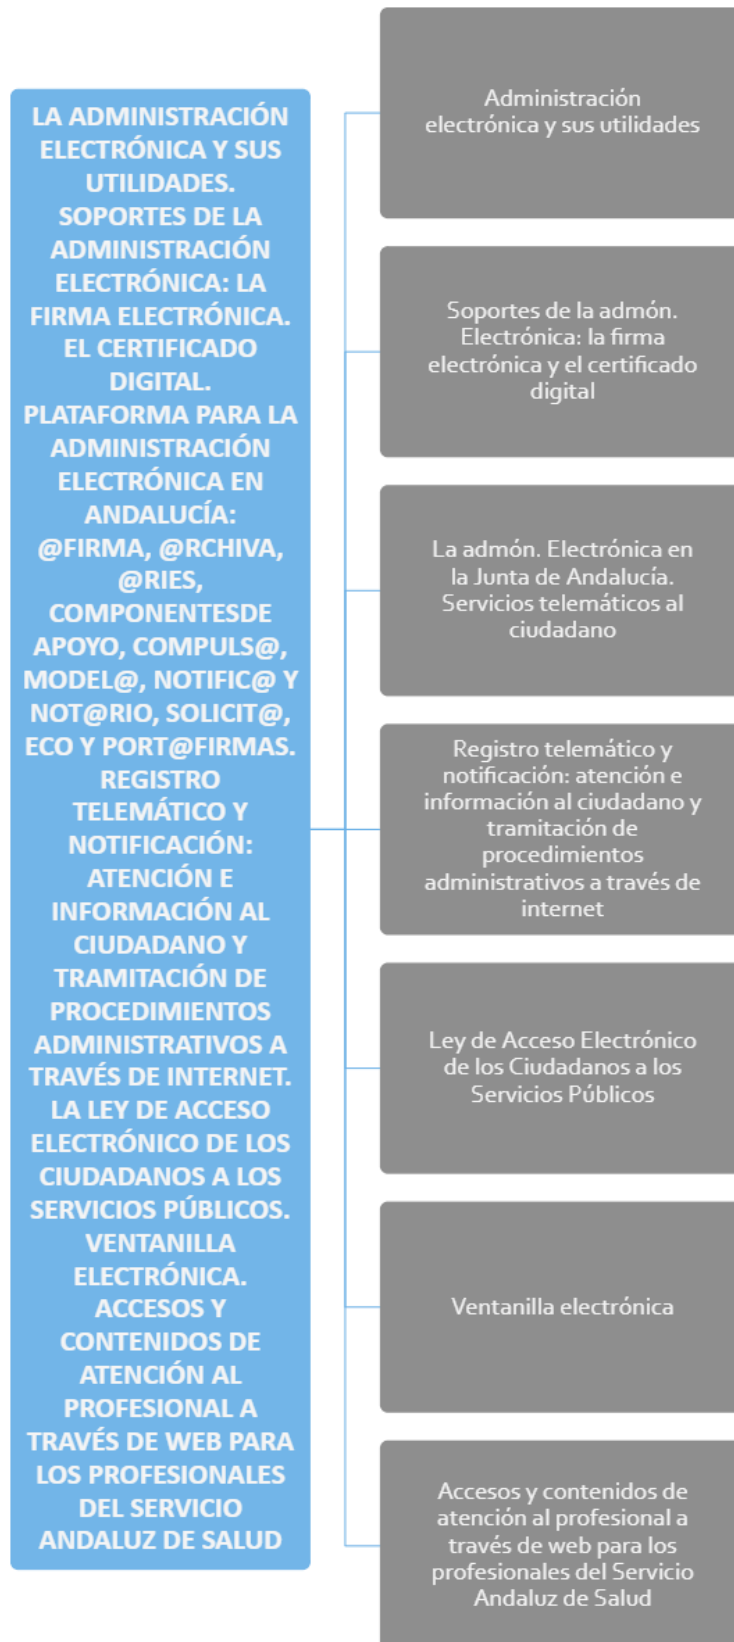 LA ADMINISTRACIÓN
ELECTRÓNICA Y SUS
UTILIDADES.
SOPORTES DE LA
ADMINISTRACIÓN
ELECTRÓNICA: LA
FIRMA ELECTRÓNICA.
EL CERTIFICADO
DIGITAL.
PLATAFORMA PARA LA
ADMINISTRACIÓN
ELECTRÓNICA EN
ANDALUCÍA:
@FIRMA, @RCHIVA,
@RIES,
COMPONENTESDE
APOYO, COMPULS@,
MODEL@, NOTIFIC@ Y
NOT@RIO, SOLICIT@,
ECO Y PORT@FIRMAS.
REGISTRO
TELEMÁTICO Y
NOTIFICACIÓN:
ATENCIÓN E
INFORMACIÓN AL
CIUDADANO Y
TRAMITACIÓN DE
PROCEDIMIENTOS
ADMINISTRATIVOS A
TRAVÉS DE INTERNET.
LA LEY DE ACCESO
ELECTRÓNICO DE LOS
CIUDADANOS A LOS
SERVICIOS PÚBLICOS.
VENTANILLA
ELECTRÓNICA.
ACCESOS Y
CONTENIDOS DE
ATENCIÓN AL
PROFESIONAL A
TRAVÉS DE WEB PARA
LOS PROFESIONALES
DEL SERVICIO
ANDALUZ DE SALUD
Administración
electrónica y sus utilidades
Soportes de la admón.
Electrónica: la firma
electrónica y el certificado
digital
La admón. Electrónica en
la Junta de Andalucía.
Servicios telemáticos al
ciudadano
Registro telemático y
notificación: atención e
información al ciudadano y
tramitación de
procedimientos
administrativos a través de
internet
Ley de Acceso Electrónico
de los Ciudadanos a los
Servicios Públicos
Ventanilla electrónica
Accesos y contenidos de
atención al profesional a
través de web para los
profesionales del Servicio
Andaluz de Salud